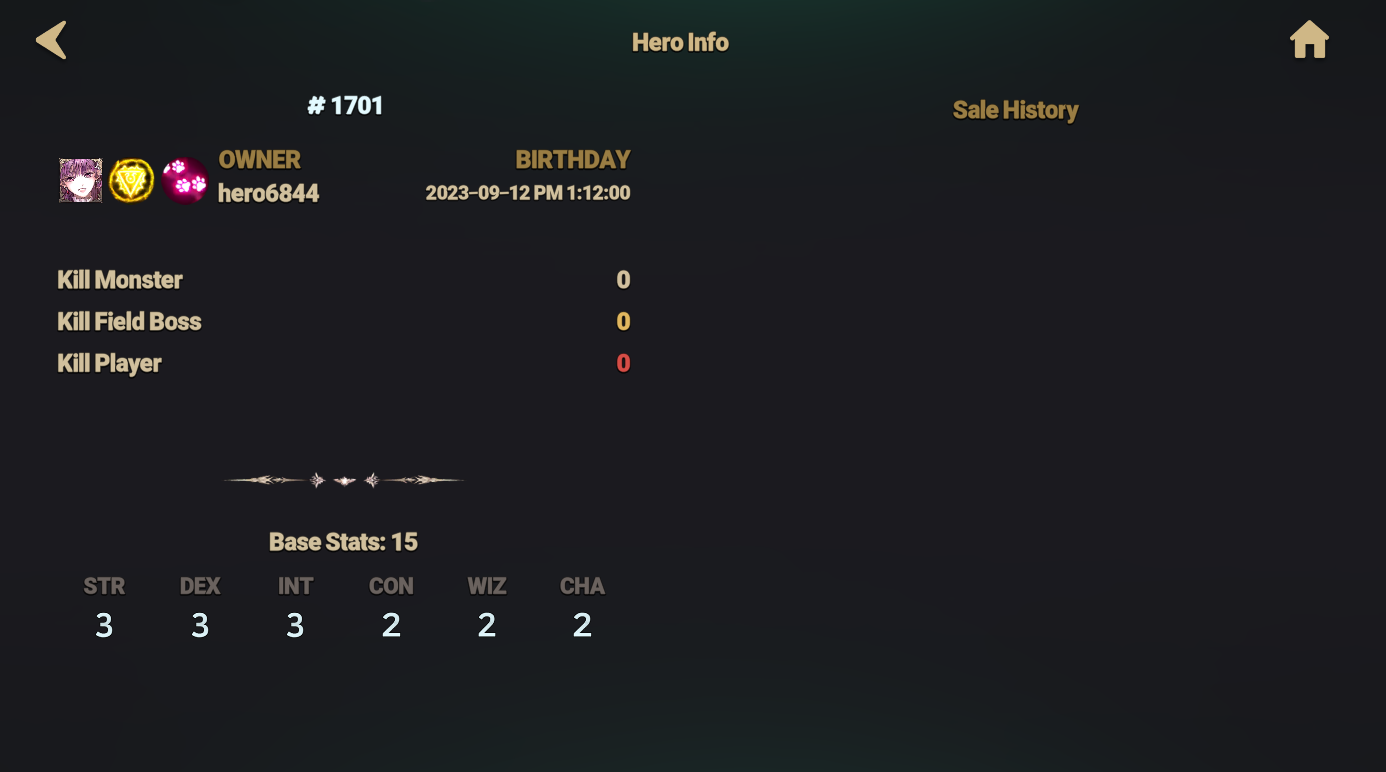 Hero Info
# 1701
Sale History
OWNER
BIRTHDAY
hero6844
2023-09-12 PM 1:12:00
Kill Monster 0
Kill Field Boss 0
Kill Player 0
Base Stats: 15
STR DEX INT CON WIZ CHA
3 3 3 2 2 2